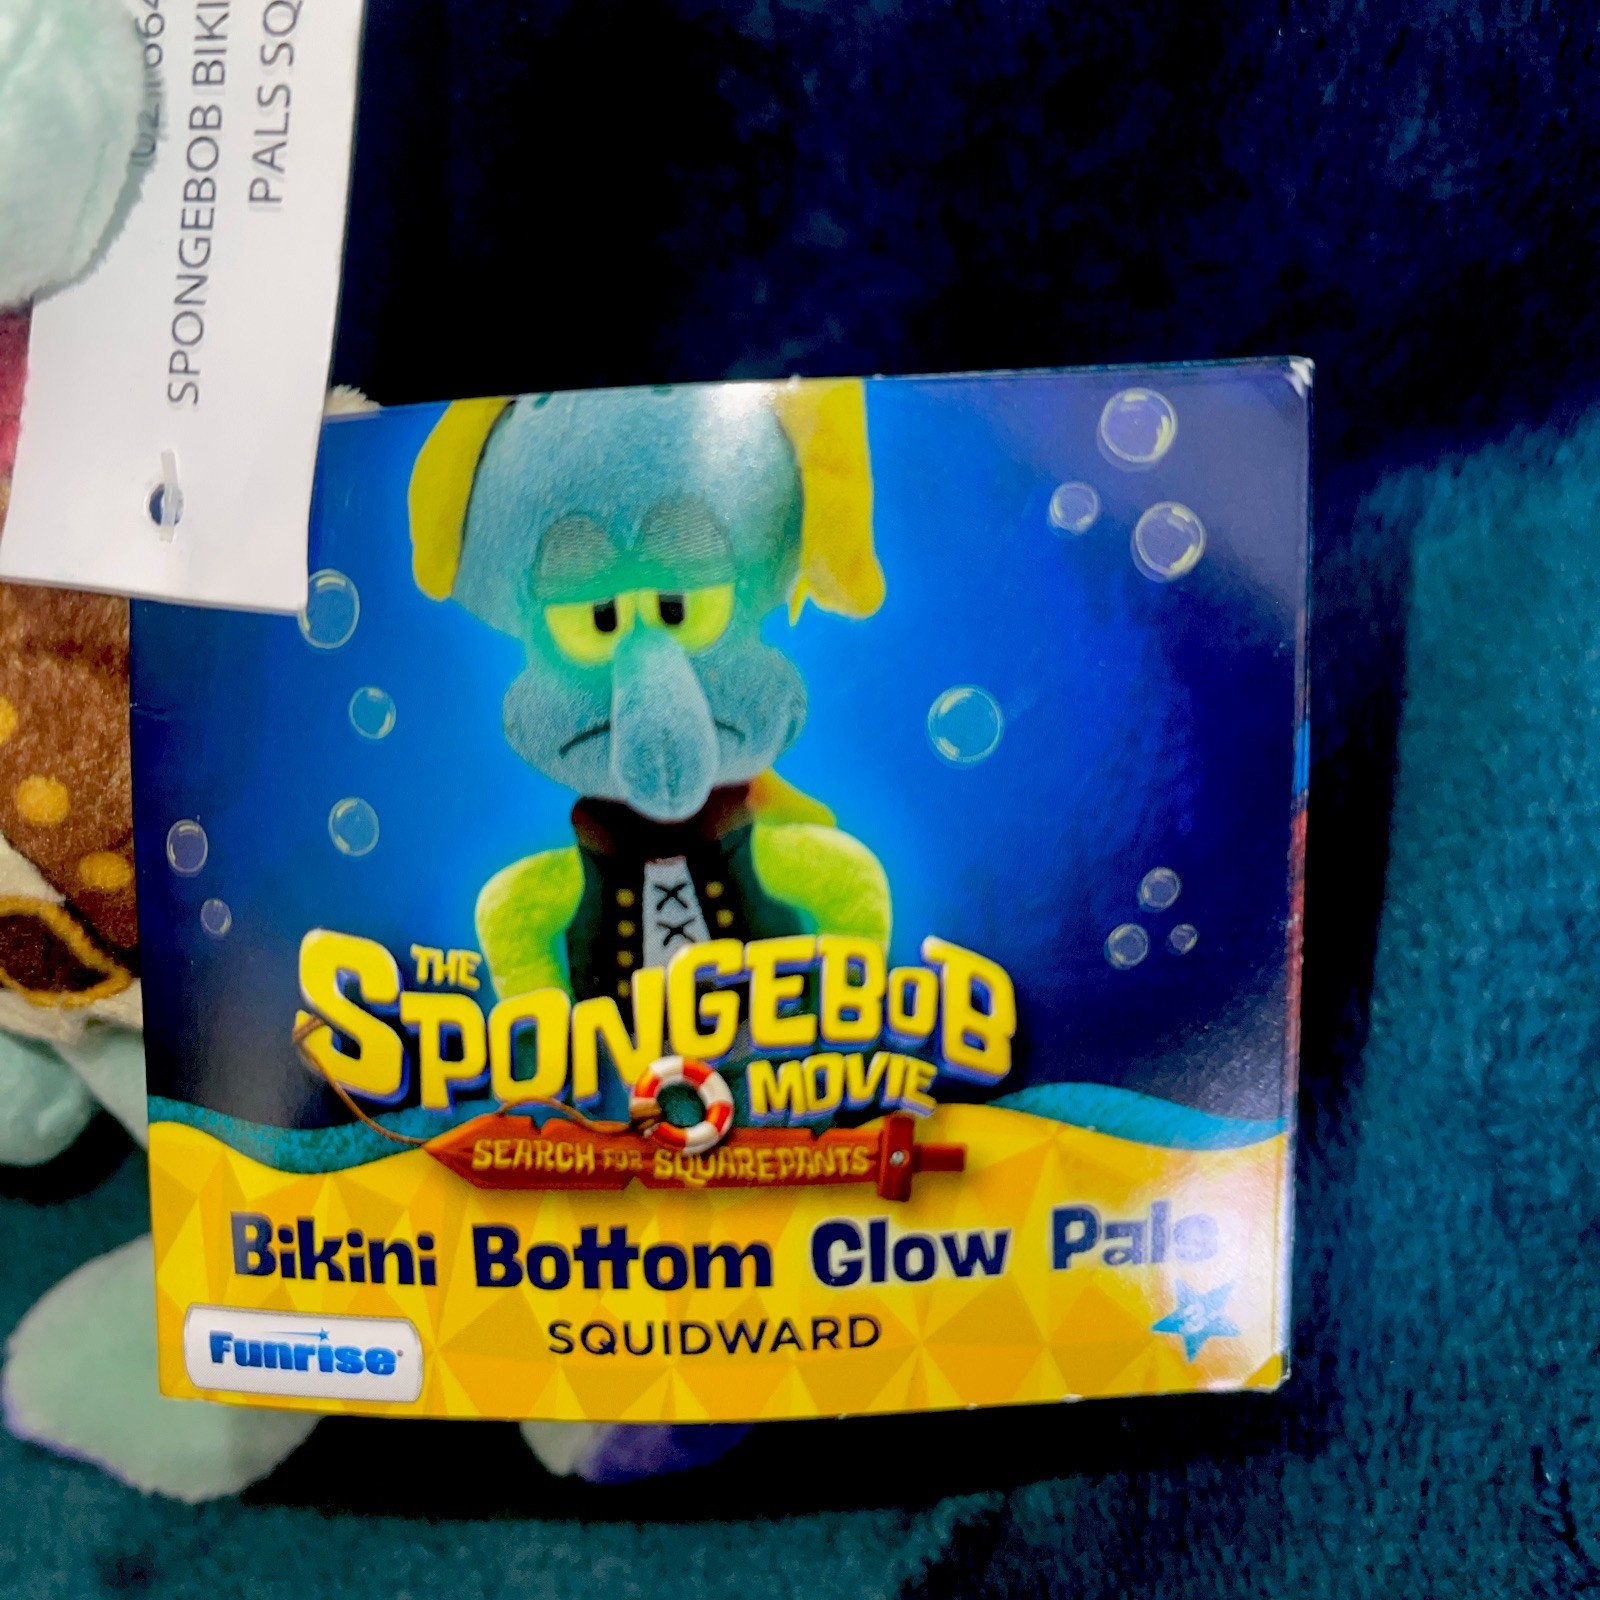 SPONGEBOB BIKI
PALS SQ
THE
SPONGEBOB
MOVIE
SEARCH FOR SQUAREPANTS
Bikini Bottom Glow Pals
SQUIDWARD
Funrise
3